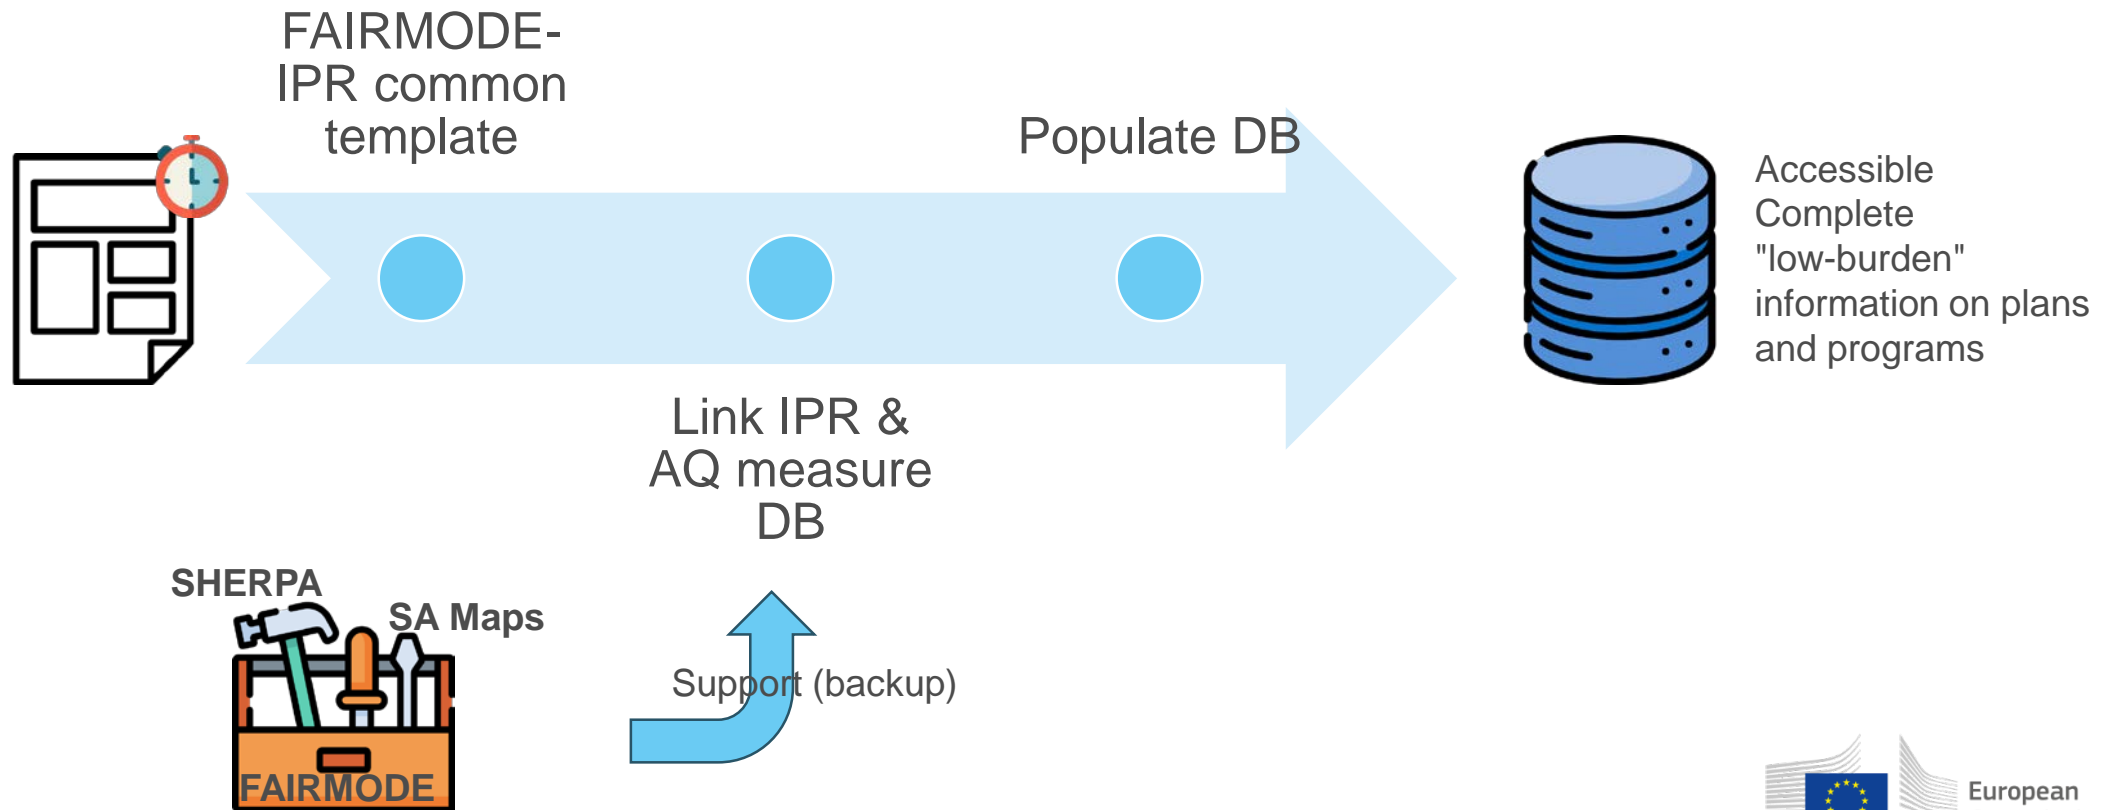 FAIRMODE-
IPR common
template
Populate DB
Accessible
Complete
"low-burden"
information on plans
and programs
Link IPR &
AQ measure
DB
SHERPA
SA Maps
Support (backup)
FAIRMODE
European